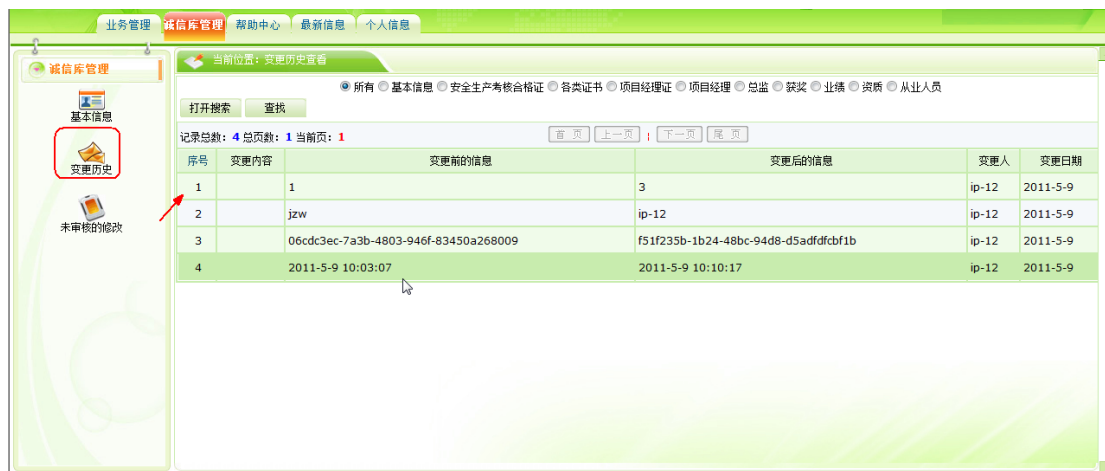 业务管理 诚信库管理 帮助中心 最新信息 个人信息
诚信库管理
基本信息
变更历史
未审核的修改
当前位置：变更历史查看
所有 基本信息 安全生产考核合格证 各类证书 项目经理证 项目经理 总监 获奖 业绩 资质 从业人员
打开搜索 查找
记录总数：4 总页数：1 当前页：1 首 页 上一页 1 下一页 尾 页
序号 变更内容 变更前的信息 变更后的信息 变更人 变更日期
1 1 3 ip-12 2011-5-9
2 jzw ip-12 ip-12 2011-5-9
3 06cdc3ec-7a3b-4803-946f-83450a268009 f51f235b-1b24-48bc-94d8-d5adfdfcbf1b ip-12 2011-5-9
4 2011-5-9 10:03:07 2011-5-9 10:10:17 ip-12 2011-5-9